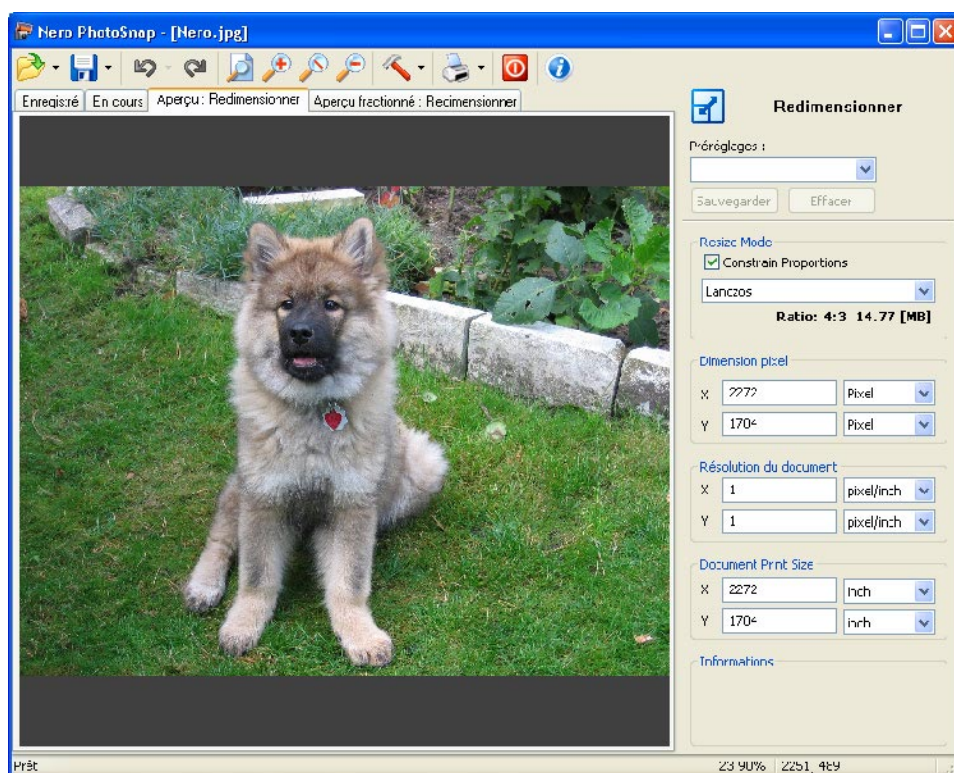 Nero PhotoSnap - [Nero.jpg]
Enregistré En cours Aperçu : Redimensionner Aperçu fractionné : Redimensionner
Redimensionner
Préréglages :
Sauvegarder Effacer
Resize Mode
Constrain Proportions
Lanczos
Ratio: 4:3 14.77 [MB]
Dimension pixel
X 2272 Pixel
Y 1704 Pixel
Résolution du document
X 1 pixel/inch
Y 1 pixel/inch
Document Print Size
X 2272 inch
Y 1704 inch
Informations
Prêt 23.90% 2251, 489